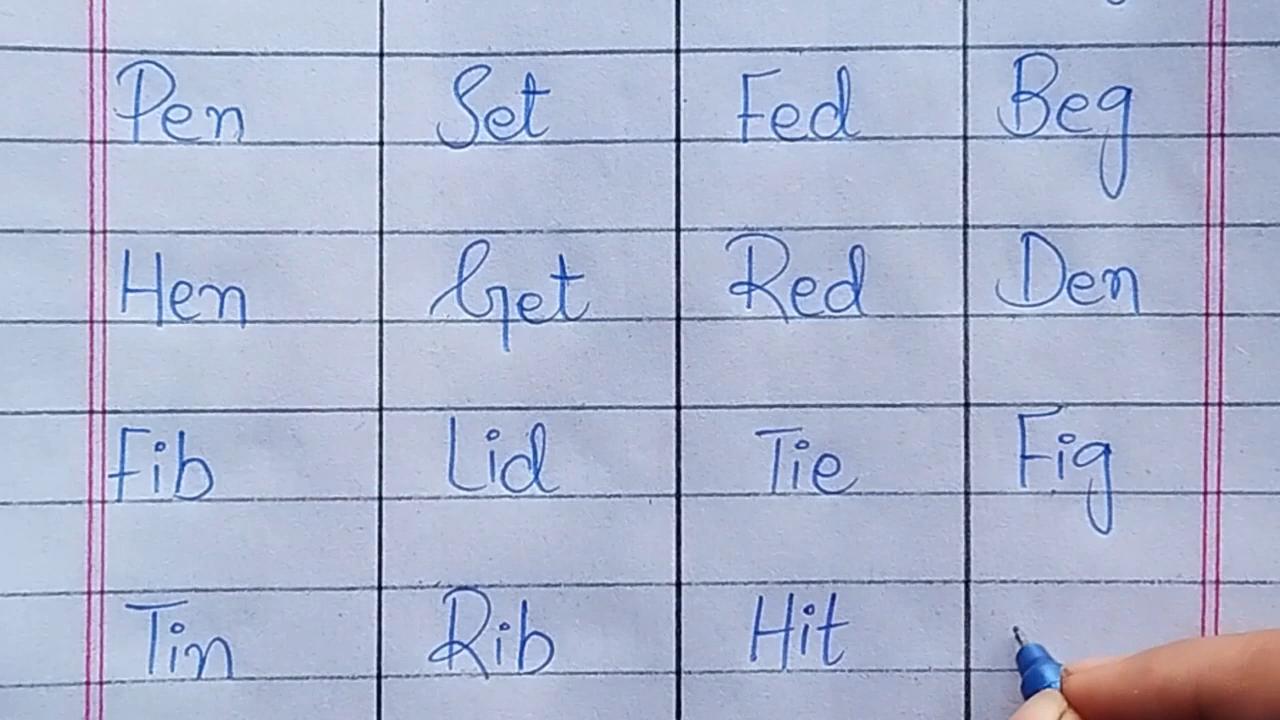 Pen Set Fed Beg
Hen Get Red Den
Fib Lid Tie Fig
Tin Rib Hit